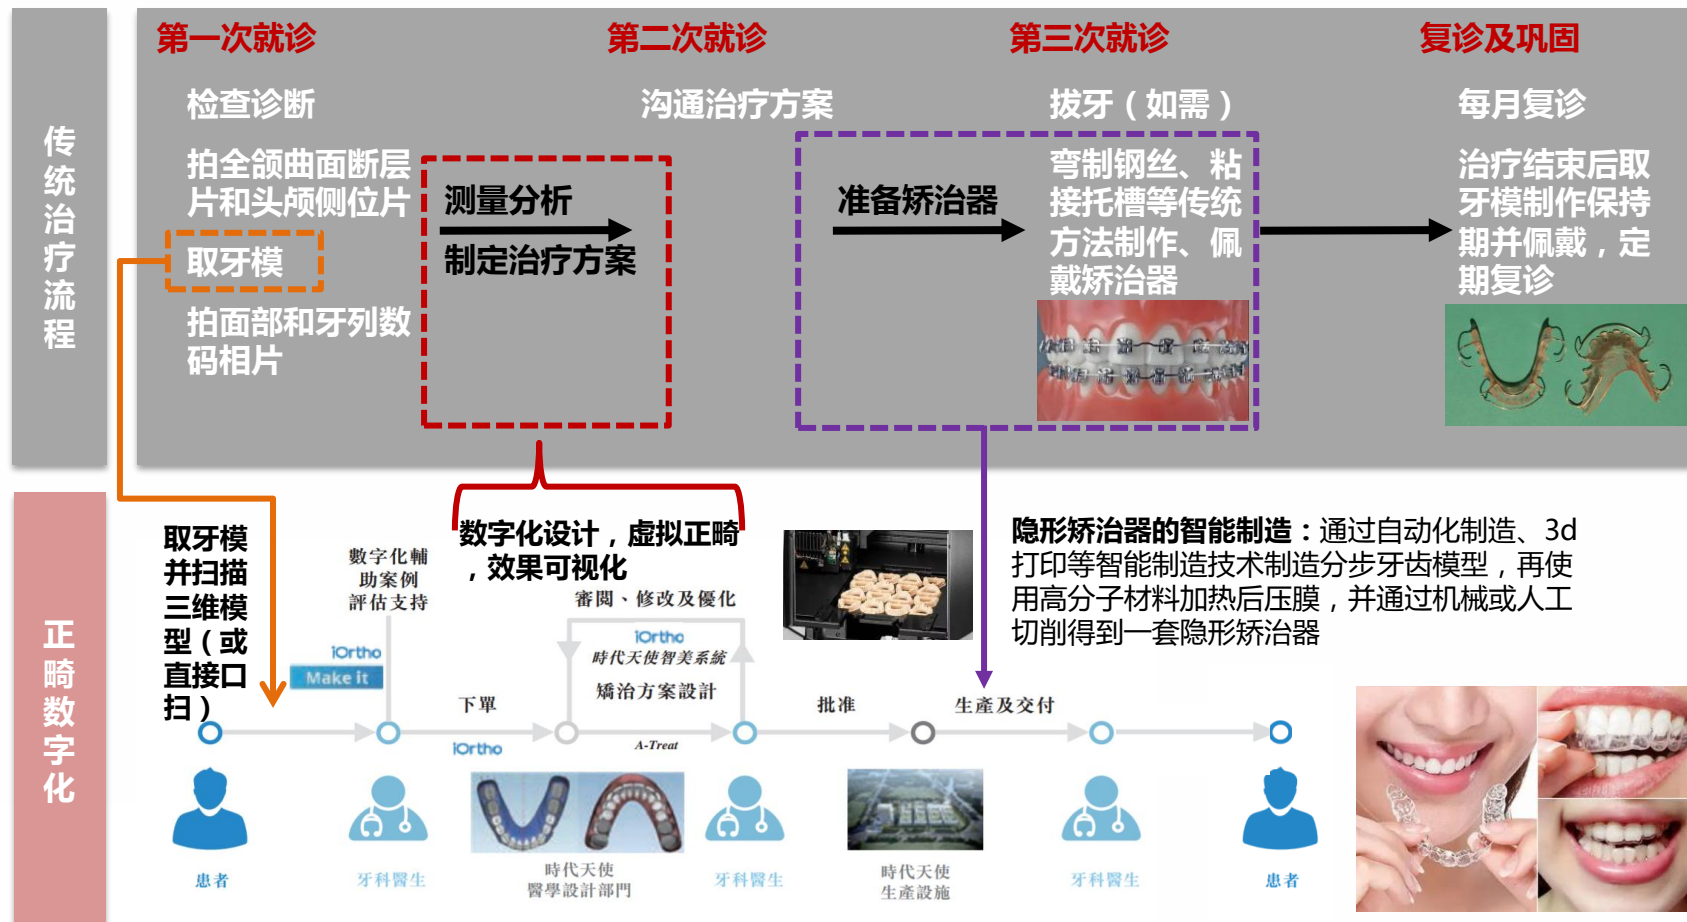 传统治疗流程
第一次就诊
检查诊断
拍全颌曲面断层
片和头颅侧位片
取牙模
拍面部和牙列数
码相片
测量分析
制定治疗方案
第二次就诊
沟通治疗方案
准备矫治器
第三次就诊
拔牙（如需）
弯制钢丝、粘
接托槽等传统
方法制作、佩
戴矫治器
复诊及巩固
每月复诊
治疗结束后取
牙模制作保持
期并佩戴，定
期复诊
正畸数字化
取牙模
并扫描
三维模
型（或
直接口
扫）
數字化輔
助案例
評估支持
iOrtho
Make it
数字化设计，虚拟正畸
，效果可视化
審閱、修改及優化
iOrtho
時代天使智美系統
矯治方案設計
隐形矫治器的智能制造：通过自动化制造、3d
打印等智能制造技术制造分步牙齿模型，再使
用高分子材料加热后压膜，并通过机械或人工
切削得到一套隐形矫治器
下單
iOrtho
A-Treat
批准
生產及交付
患者
牙科醫生
時代天使
醫學設計部門
牙科醫生
時代天使
生產設施
牙科醫生
患者